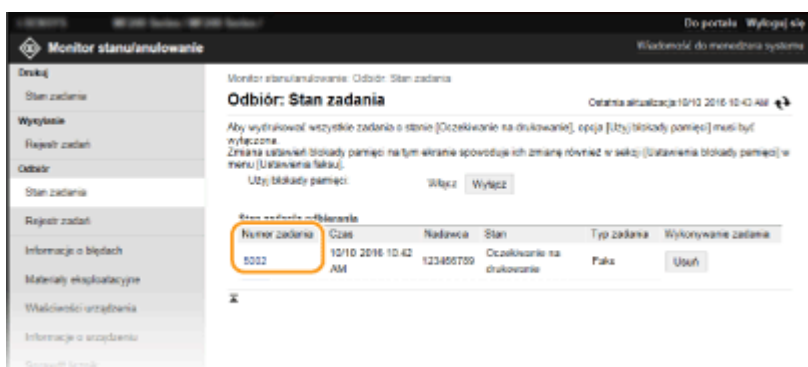 Do portalu Wyloguj się
Monitor stanu/anulowanie
Wiadomość do menedżera systemu
Drukuj
Stan zadania
Wysyłanie
Rejestr zadań
Odbiór
Stan zadania
Rejestr zadań
Informacje o błędach
Materiały eksploatacyjne
Właściwości urządzenia
Informacje o urządzeniu
Monitor stanu/anulowanie: Odbiór: Stan zadania
Odbiór: Stan zadania
Ostatnia aktualizacja:10/10 2016 10:43 AM
Aby wydrukować wszystkie zadania o stanie [Oczekiwanie na drukowanie], opcja [Użyj blokady pamięci] musi być
wyłączona.
Zmiana ustawień blokady pamięci na tym ekranie spowoduje ich zmianę również w sekcji [Ustawienia blokady pamięci] w
menu [Ustawienia faksu].
Użyj blokady pamięci: Włącz Wyłącz
Stan zadania odbierania
Numer zadania Czas Nadawca Stan Typ zadania Wykonywanie zadania
5002 10/10 2016 10:42 AM 123456789 Oczekiwanie na drukowanie Faks Usuń